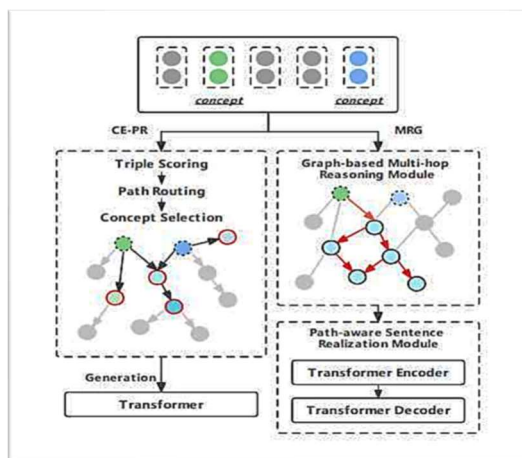 concept
concept
CE-PR
MRG
Triple Scoring
Path Routing
Concept Selection
Generation
Transformer
Graph-based Multi-hop
Reasoning Module
Path-aware Sentence
Realization Module
Transformer Encoder
Transformer Decoder